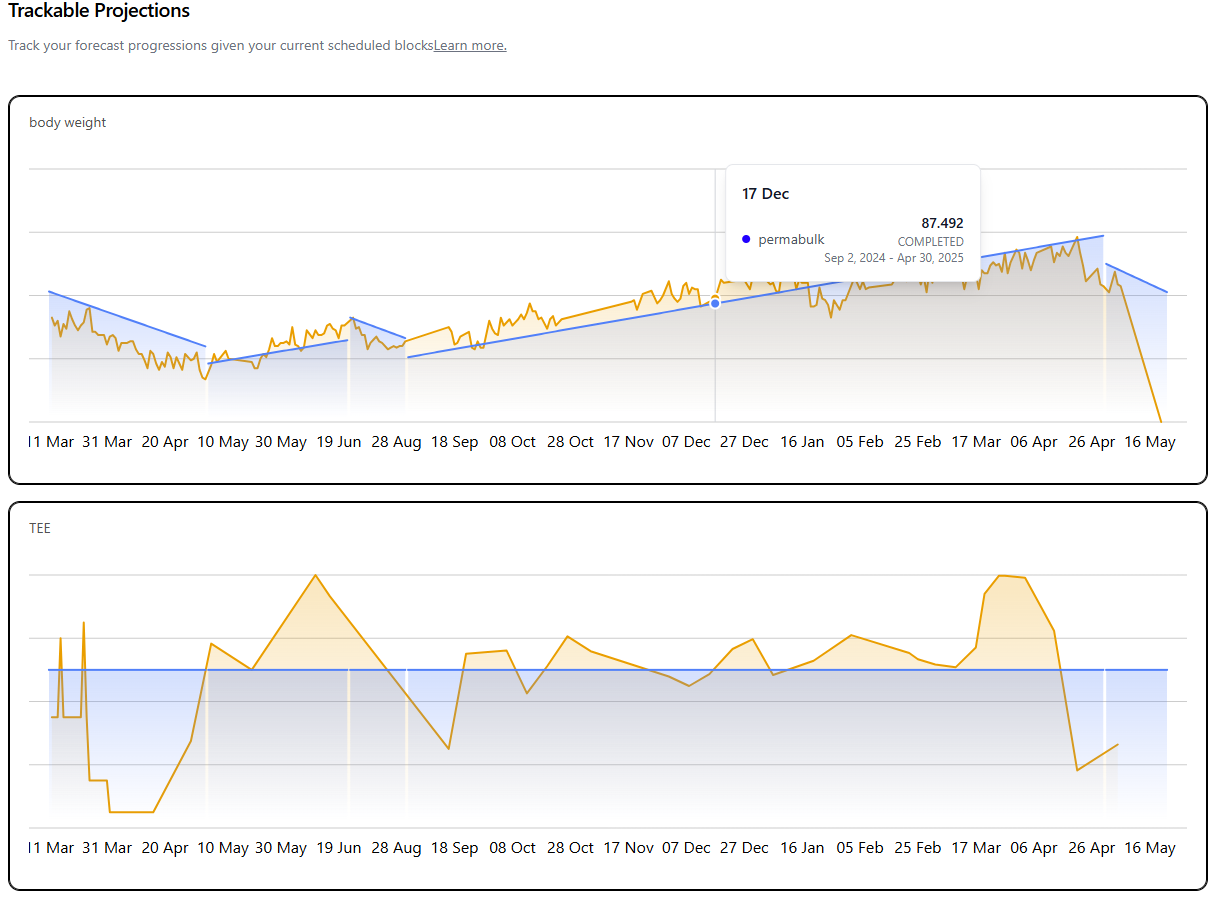 Trackable Projections
Track your forecast progressions given your current scheduled blocksLearn more.
body weight
17 Dec
87.492
permabulk
COMPLETED
Sep 2, 2024 - Apr 30, 2025
11 Mar 31 Mar 20 Apr 10 May 30 May 19 Jun 28 Aug 18 Sep 08 Oct 28 Oct 17 Nov 07 Dec 27 Dec 16 Jan 05 Feb 25 Feb 17 Mar 06 Apr 26 Apr 16 May
TEE
11 Mar 31 Mar 20 Apr 10 May 30 May 19 Jun 28 Aug 18 Sep 08 Oct 28 Oct 17 Nov 07 Dec 27 Dec 16 Jan 05 Feb 25 Feb 17 Mar 06 Apr 26 Apr 16 May